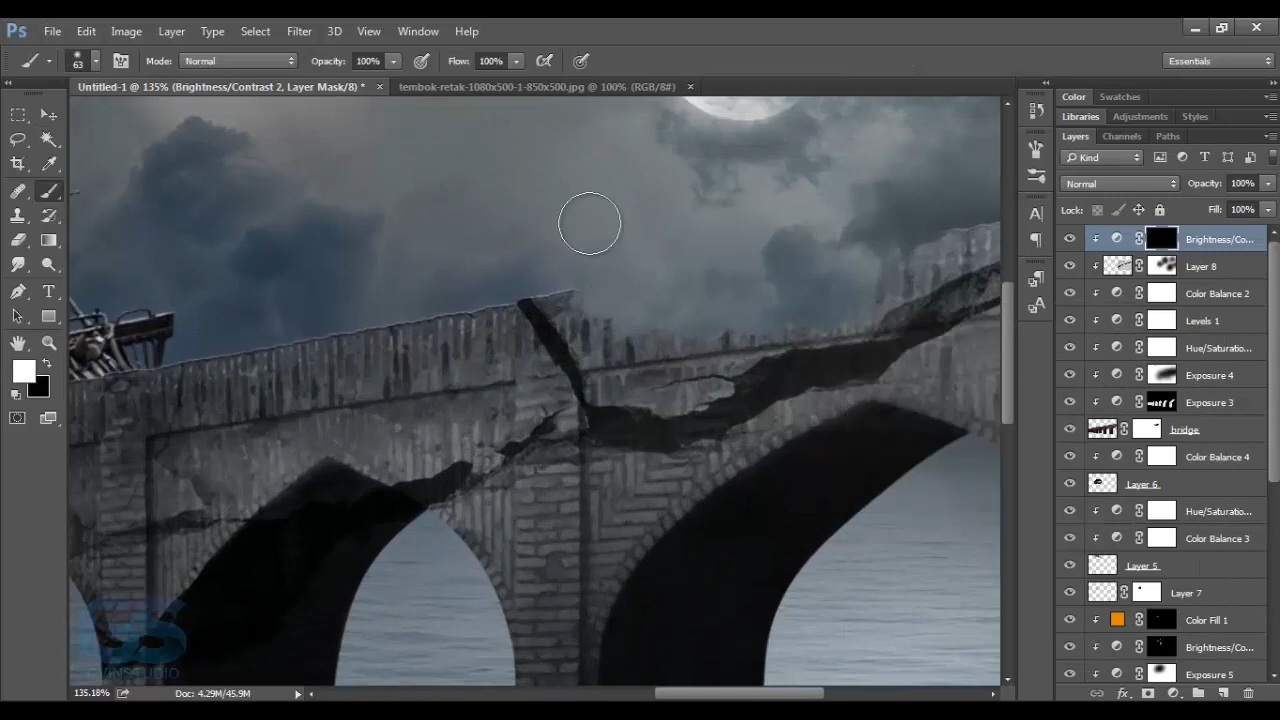 Ps File Edit Image Layer Type Select Filter 3D View Window Help
63 Mode: Normal Opacity: 100% Flow: 100% Essentials
Untitled-1 @ 135% (Brightness/Contrast 2, Layer Mask/8) * × tembok-retak-1080x500-1-850x500.jpg @ 100% (RGB/8#) ×
Color Swatches
Libraries Adjustments Styles
Layers Channels Paths
Kind
Normal Opacity: 100%
Lock: Fill: 100%
Brightness/Co...
Layer 8
Color Balance 2
Levels 1
Hue/Saturatio...
Exposure 4
Exposure 3
bridge
Color Balance 4
Layer 6
Hue/Saturatio...
Color Balance 3
Layer 5
Layer 7
Color Fill 1
Brightness/Co...
Exposure 5
135.18% Doc: 4.29M/45.9M